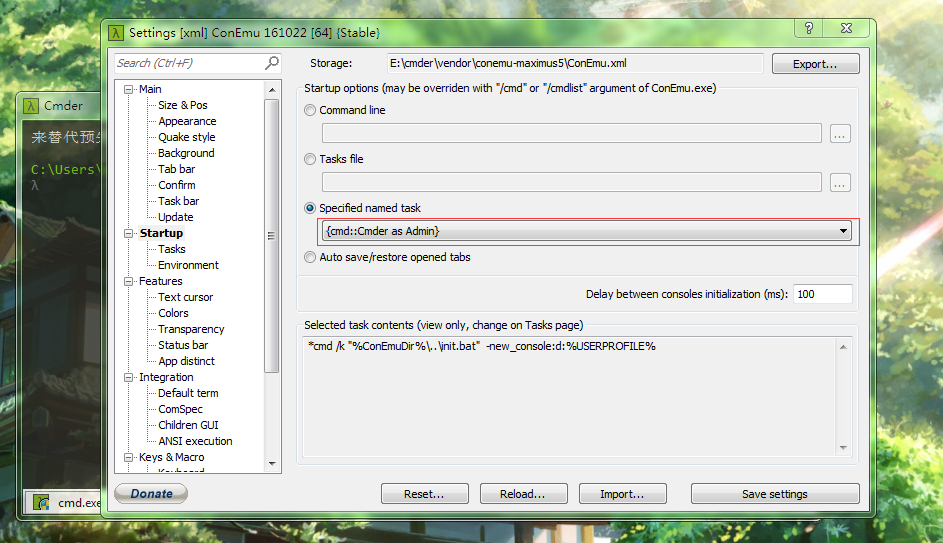 Settings [xml] ConEmu 161022 [64] {Stable}
?
X
Search (Ctrl+F)
Main
Size & Pos
Appearance
Quake style
Background
Tab bar
Confirm
Task bar
Update
Startup
Tasks
Environment
Features
Text cursor
Colors
Transparency
Status bar
App distinct
Integration
Default term
ComSpec
Children GUI
ANSI execution
Keys & Macro
Keyboard
Donate
Storage:
E:\cmder\vendor\conemu-maximus5\ConEmu.xml
Export...
Startup options (may be overriden with "/cmd" or "/cmdlist" argument of ConEmu.exe)
Command line
...
Tasks file
...
Specified named task
{cmd::Cmder as Admin}
Auto save/restore opened tabs
Delay between consoles initialization (ms):
100
Selected task contents (view only, change on Tasks page)
*cmd /k "%ConEmuDir%\..\init.bat" -new_console:d:%USERPROFILE%
Reset...
Reload...
Import...
Save settings
Cmder
来替代预
C:\Users\
λ
cmd.exe